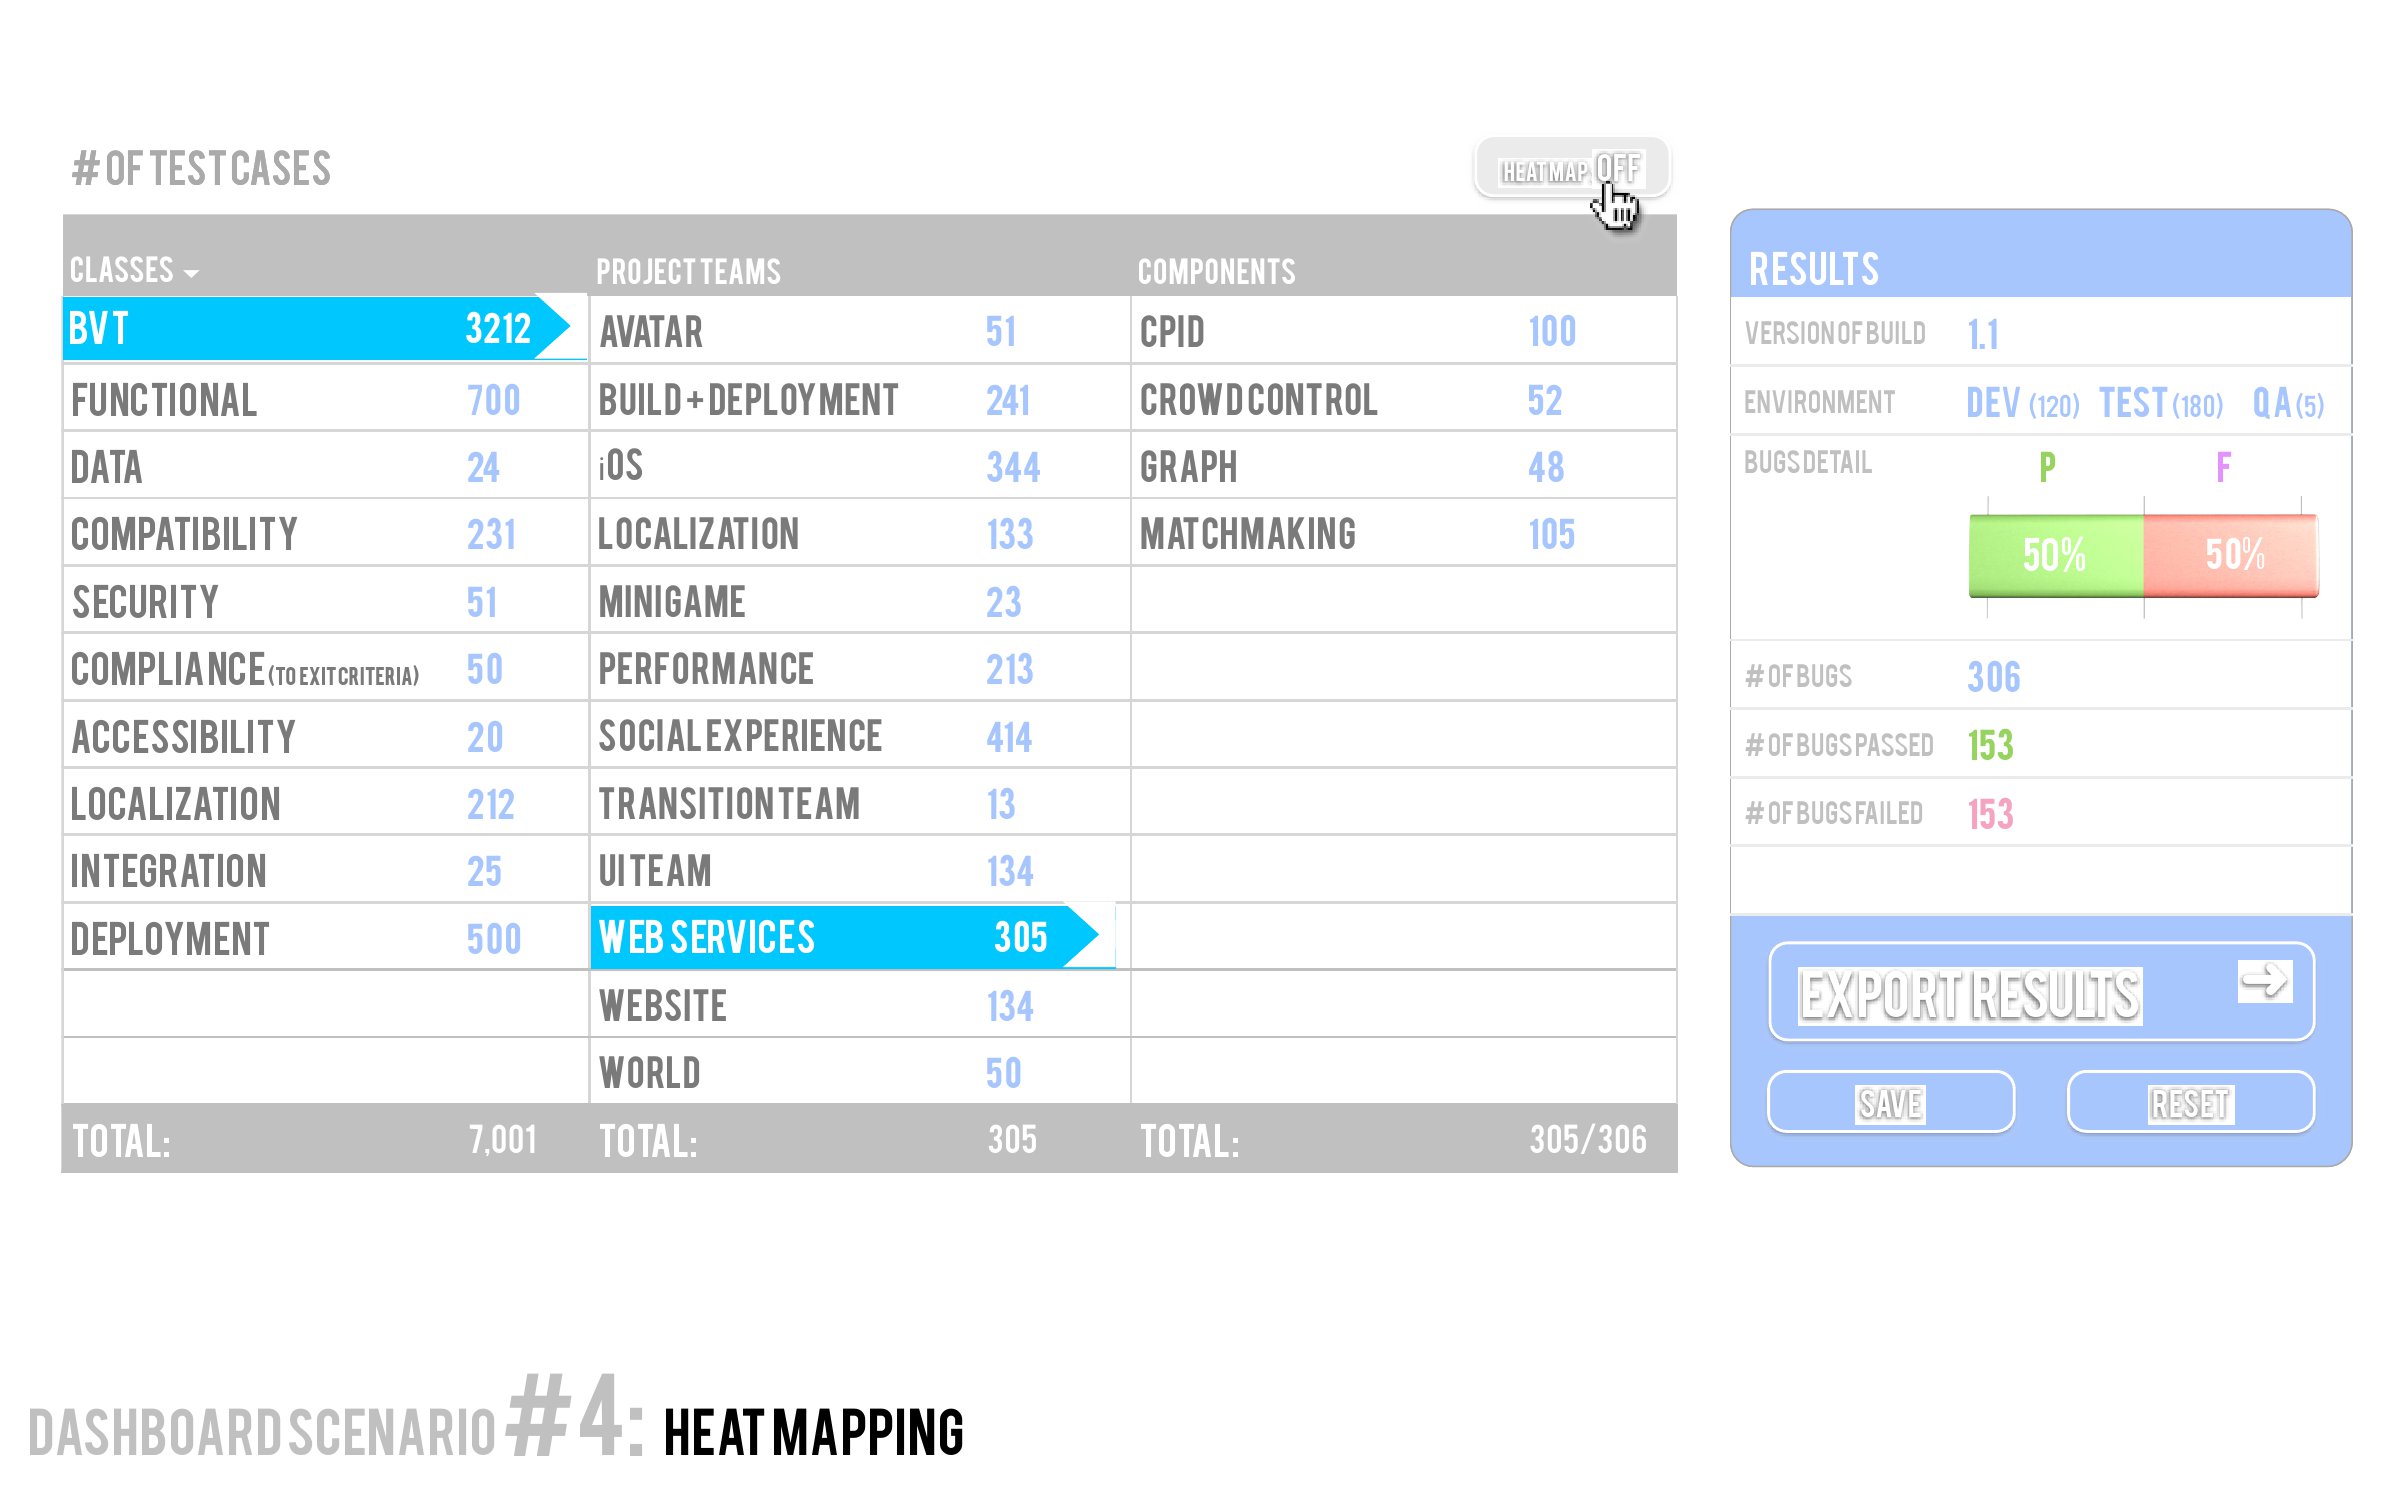 # OF TEST CASES
HEATMAP: OFF
CLASSES PROJECT TEAMS COMPONENTS
BVT 3212 AVATAR 51 CPID 100
FUNCTIONAL 700 BUILD + DEPLOYMENT 241 CROWD CONTROL 52
DATA 24 iOS 344 GRAPH 48
COMPATIBILITY 231 LOCALIZATION 133 MATCHMAKING 105
SECURITY 51 MINIGAME 23
COMPLIANCE (TO EXIT CRITERIA) 50 PERFORMANCE 213
ACCESSIBILITY 20 SOCIAL EXPERIENCE 414
LOCALIZATION 212 TRANSITION TEAM 13
INTEGRATION 25 UI TEAM 134
DEPLOYMENT 500 WEB SERVICES 305
WEBSITE 134
WORLD 50
TOTAL: 7,001 TOTAL: 305 TOTAL: 305/306
RESULTS
VERSION OF BUILD 1.1
ENVIRONMENT DEV (120) TEST (180) QA (5)
BUGS DETAIL P F
50% 50%
# OF BUGS 306
# OF BUGS PASSED 153
# OF BUGS FAILED 153
EXPORT RESULTS
SAVE RESET
DASHBOARD SCENARIO #4: HEAT MAPPING